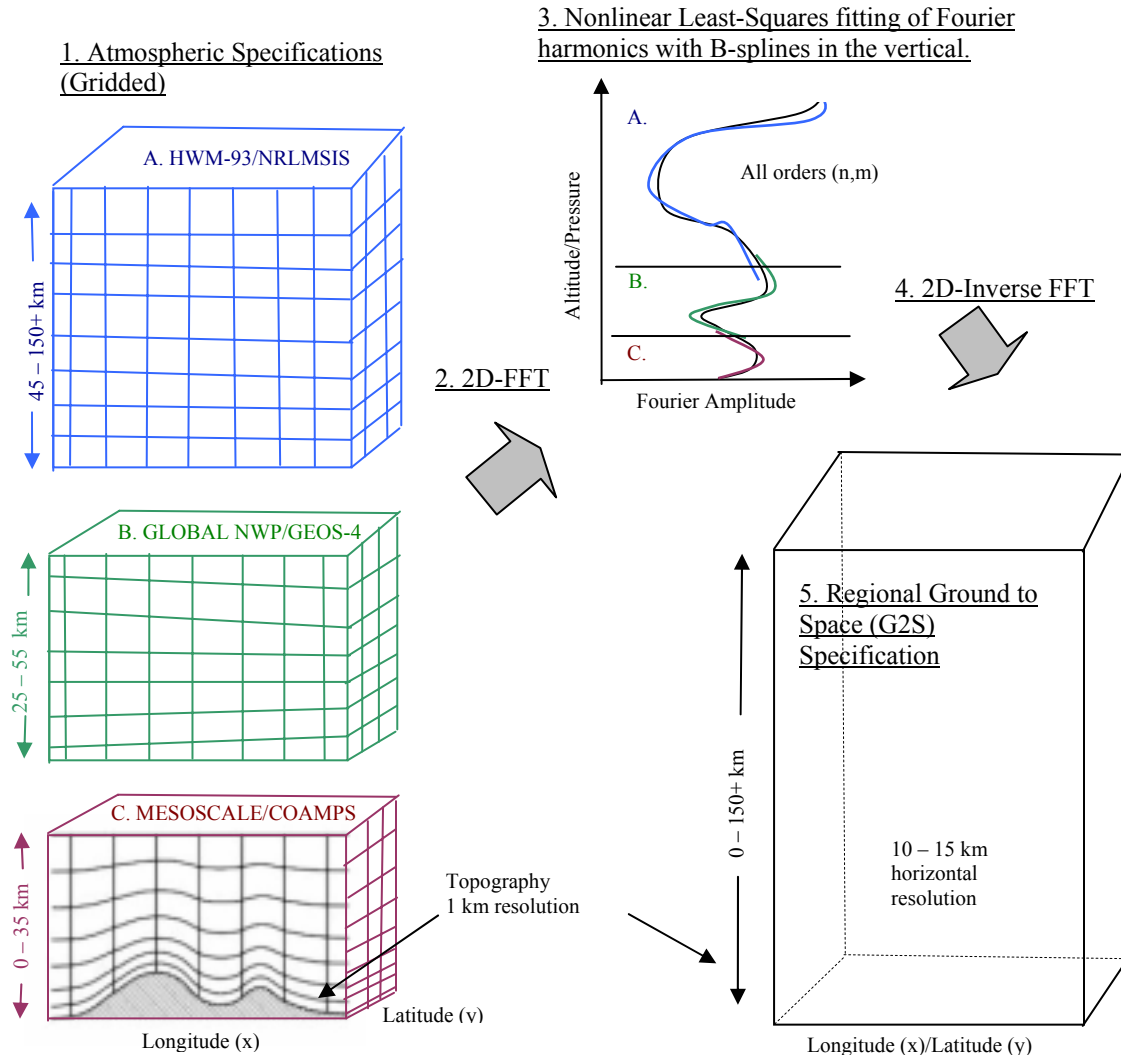 1. Atmospheric Specifications
(Gridded)
A. HWM-93/NRLMSIS
45 – 150+ km
B. GLOBAL NWP/GEOS-4
25 – 55 km
C. MESOSCALE/COAMPS
0 – 35 km
Topography
1 km resolution
Latitude (y)
Longitude (x)
2. 2D-FFT
3. Nonlinear Least-Squares fitting of Fourier
harmonics with B-splines in the vertical.
A.
All orders (n,m)
B.
C.
Altitude/Pressure
Fourier Amplitude
4. 2D-Inverse FFT
5. Regional Ground to
Space (G2S)
Specification
0 – 150+ km
10 – 15 km
horizontal
resolution
Longitude (x)/Latitude (y)